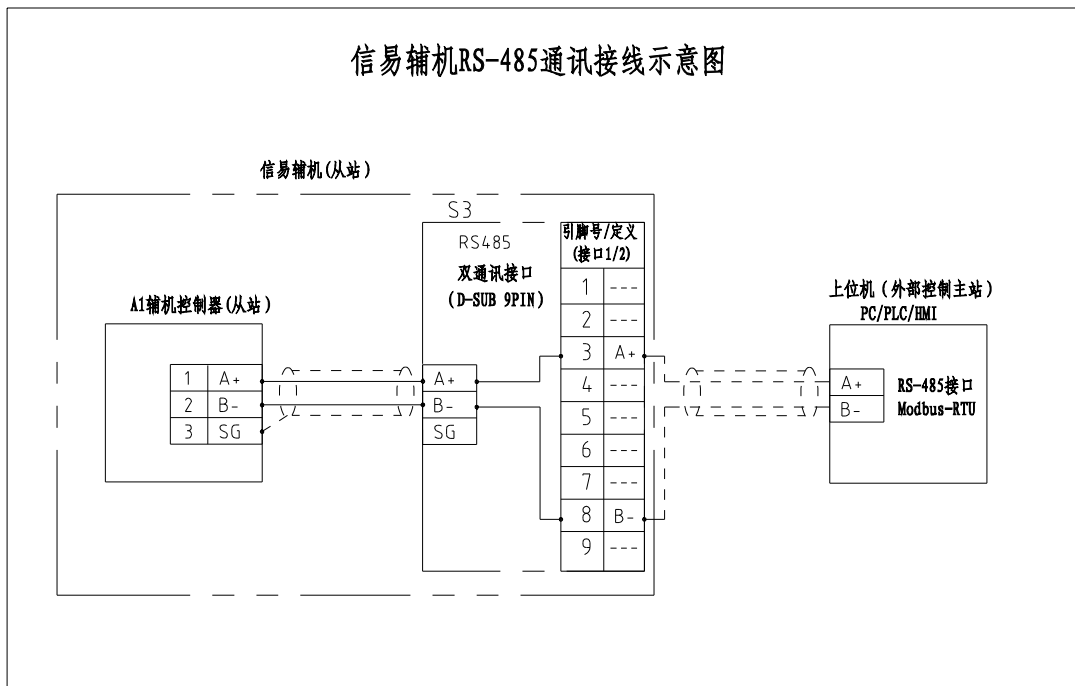 信易辅机RS-485通讯接线示意图
信易辅机(从站)
S3
RS485
双通讯接口
(D-SUB 9PIN)
引脚号/定义
(接口1/2)
1 ---
2 ---
3 A+
4 ---
5 ---
6 ---
7 ---
8 B-
9 ---
A1辅机控制器(从站)
1 A+
2 B-
3 SG
A+
B-
SG
上位机(外部控制主站)
PC/PLC/HMI
A+
B-
RS-485接口
Modbus-RTU